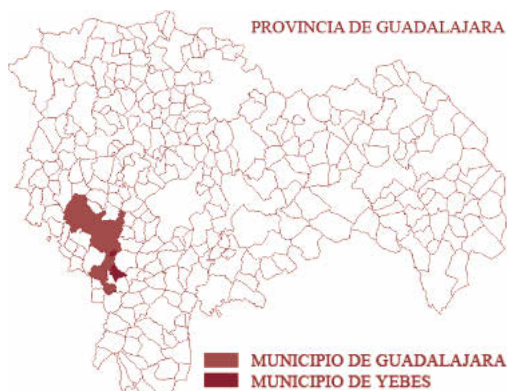 PROVINCIA DE GUADALAJARA
MUNICIPIO DE GUADALAJARA
MUNICIPIO DE YEBES